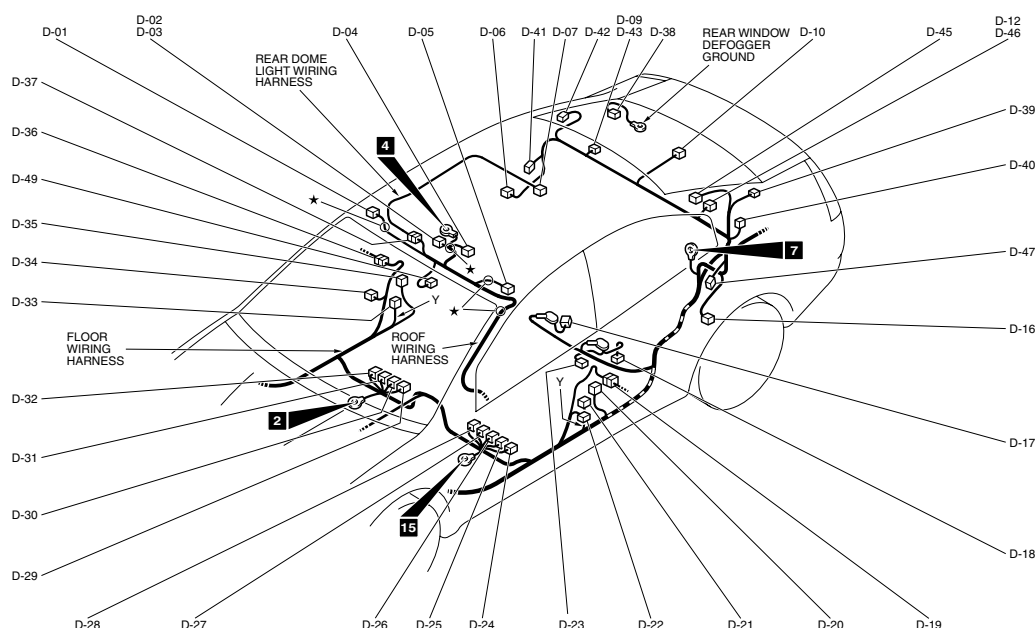 D-02
D-03
D-01
D-04
D-05
D-06
D-41
D-07
D-42
D-09
D-43
D-38
REAR WINDOW
DEFOGGER
GROUND
D-10
D-45
D-12
D-46
REAR DOME
LIGHT WIRING
HARNESS
D-37
D-36
D-49
D-35
D-34
D-33
D-39
D-40
D-47
D-16
4
7
★
★
★
Y
FLOOR
WIRING
HARNESS
ROOF
WIRING
HARNESS
Y
D-32
2
D-31
D-30
D-29
15
D-17
D-18
D-28
D-27
D-26
D-25
D-24
D-23
D-22
D-21
D-20
D-19